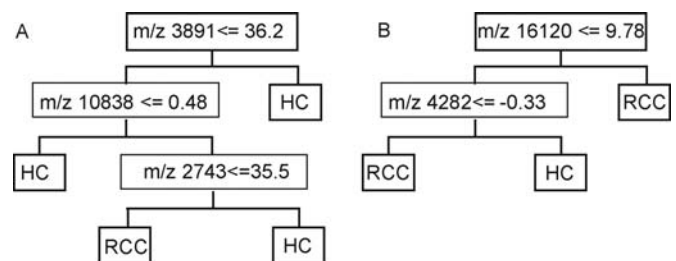 A
m/z 3891<= 36.2
m/z 10838 <= 0.48
HC
HC
m/z 2743<=35.5
RCC
HC
B
m/z 16120 <= 9.78
m/z 4282<= -0.33
RCC
RCC
HC